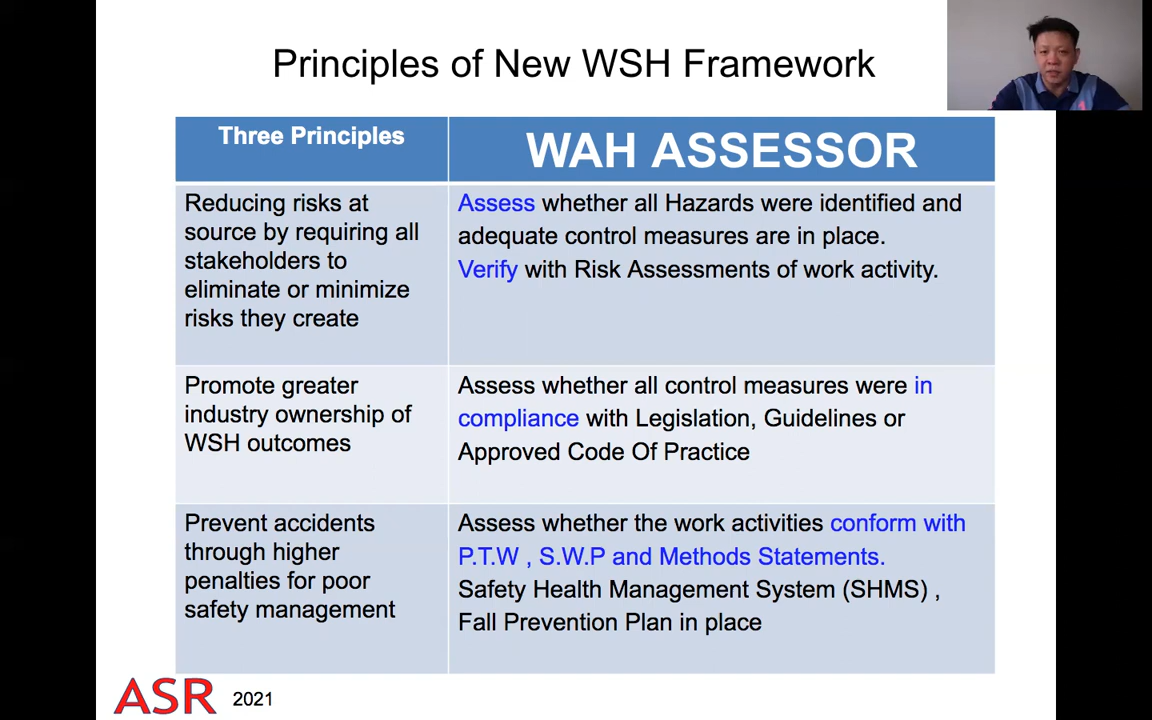 Principles of New WSH Framework
Three Principles
WAH ASSESSOR
Reducing risks at
source by requiring all
stakeholders to
eliminate or minimize
risks they create
Assess whether all Hazards were identified and
adequate control measures are in place.
Verify with Risk Assessments of work activity.
Promote greater
industry ownership of
WSH outcomes
Assess whether all control measures were in
compliance with Legislation, Guidelines or
Approved Code Of Practice
Prevent accidents
through higher
penalties for poor
safety management
Assess whether the work activities conform with
P.T.W , S.W.P and Methods Statements.
Safety Health Management System (SHMS) ,
Fall Prevention Plan in place
ASR 2021